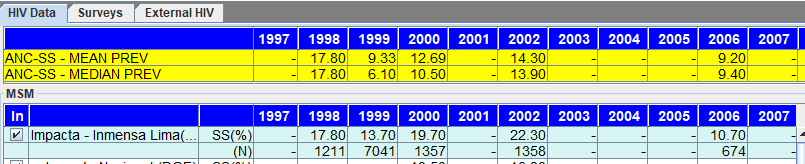 HIV Data Surveys External HIV
1997 1998 1999 2000 2001 2002 2003 2004 2005 2006 2007
ANC-SS - MEAN PREV - 17.80 9.33 12.69 - 14.30 - - - 9.20 -
ANC-SS - MEDIAN PREV - 17.80 6.10 10.50 - 13.90 - - - 9.40 -
MSM
In 1997 1998 1999 2000 2001 2002 2003 2004 2005 2006 2007
Impacta - Inmensa Lima(... SS(%) - 17.80 13.70 19.70 - 22.30 - - - 10.70 -
(N) - 1211 7041 1357 - 1358 - - - 674 -